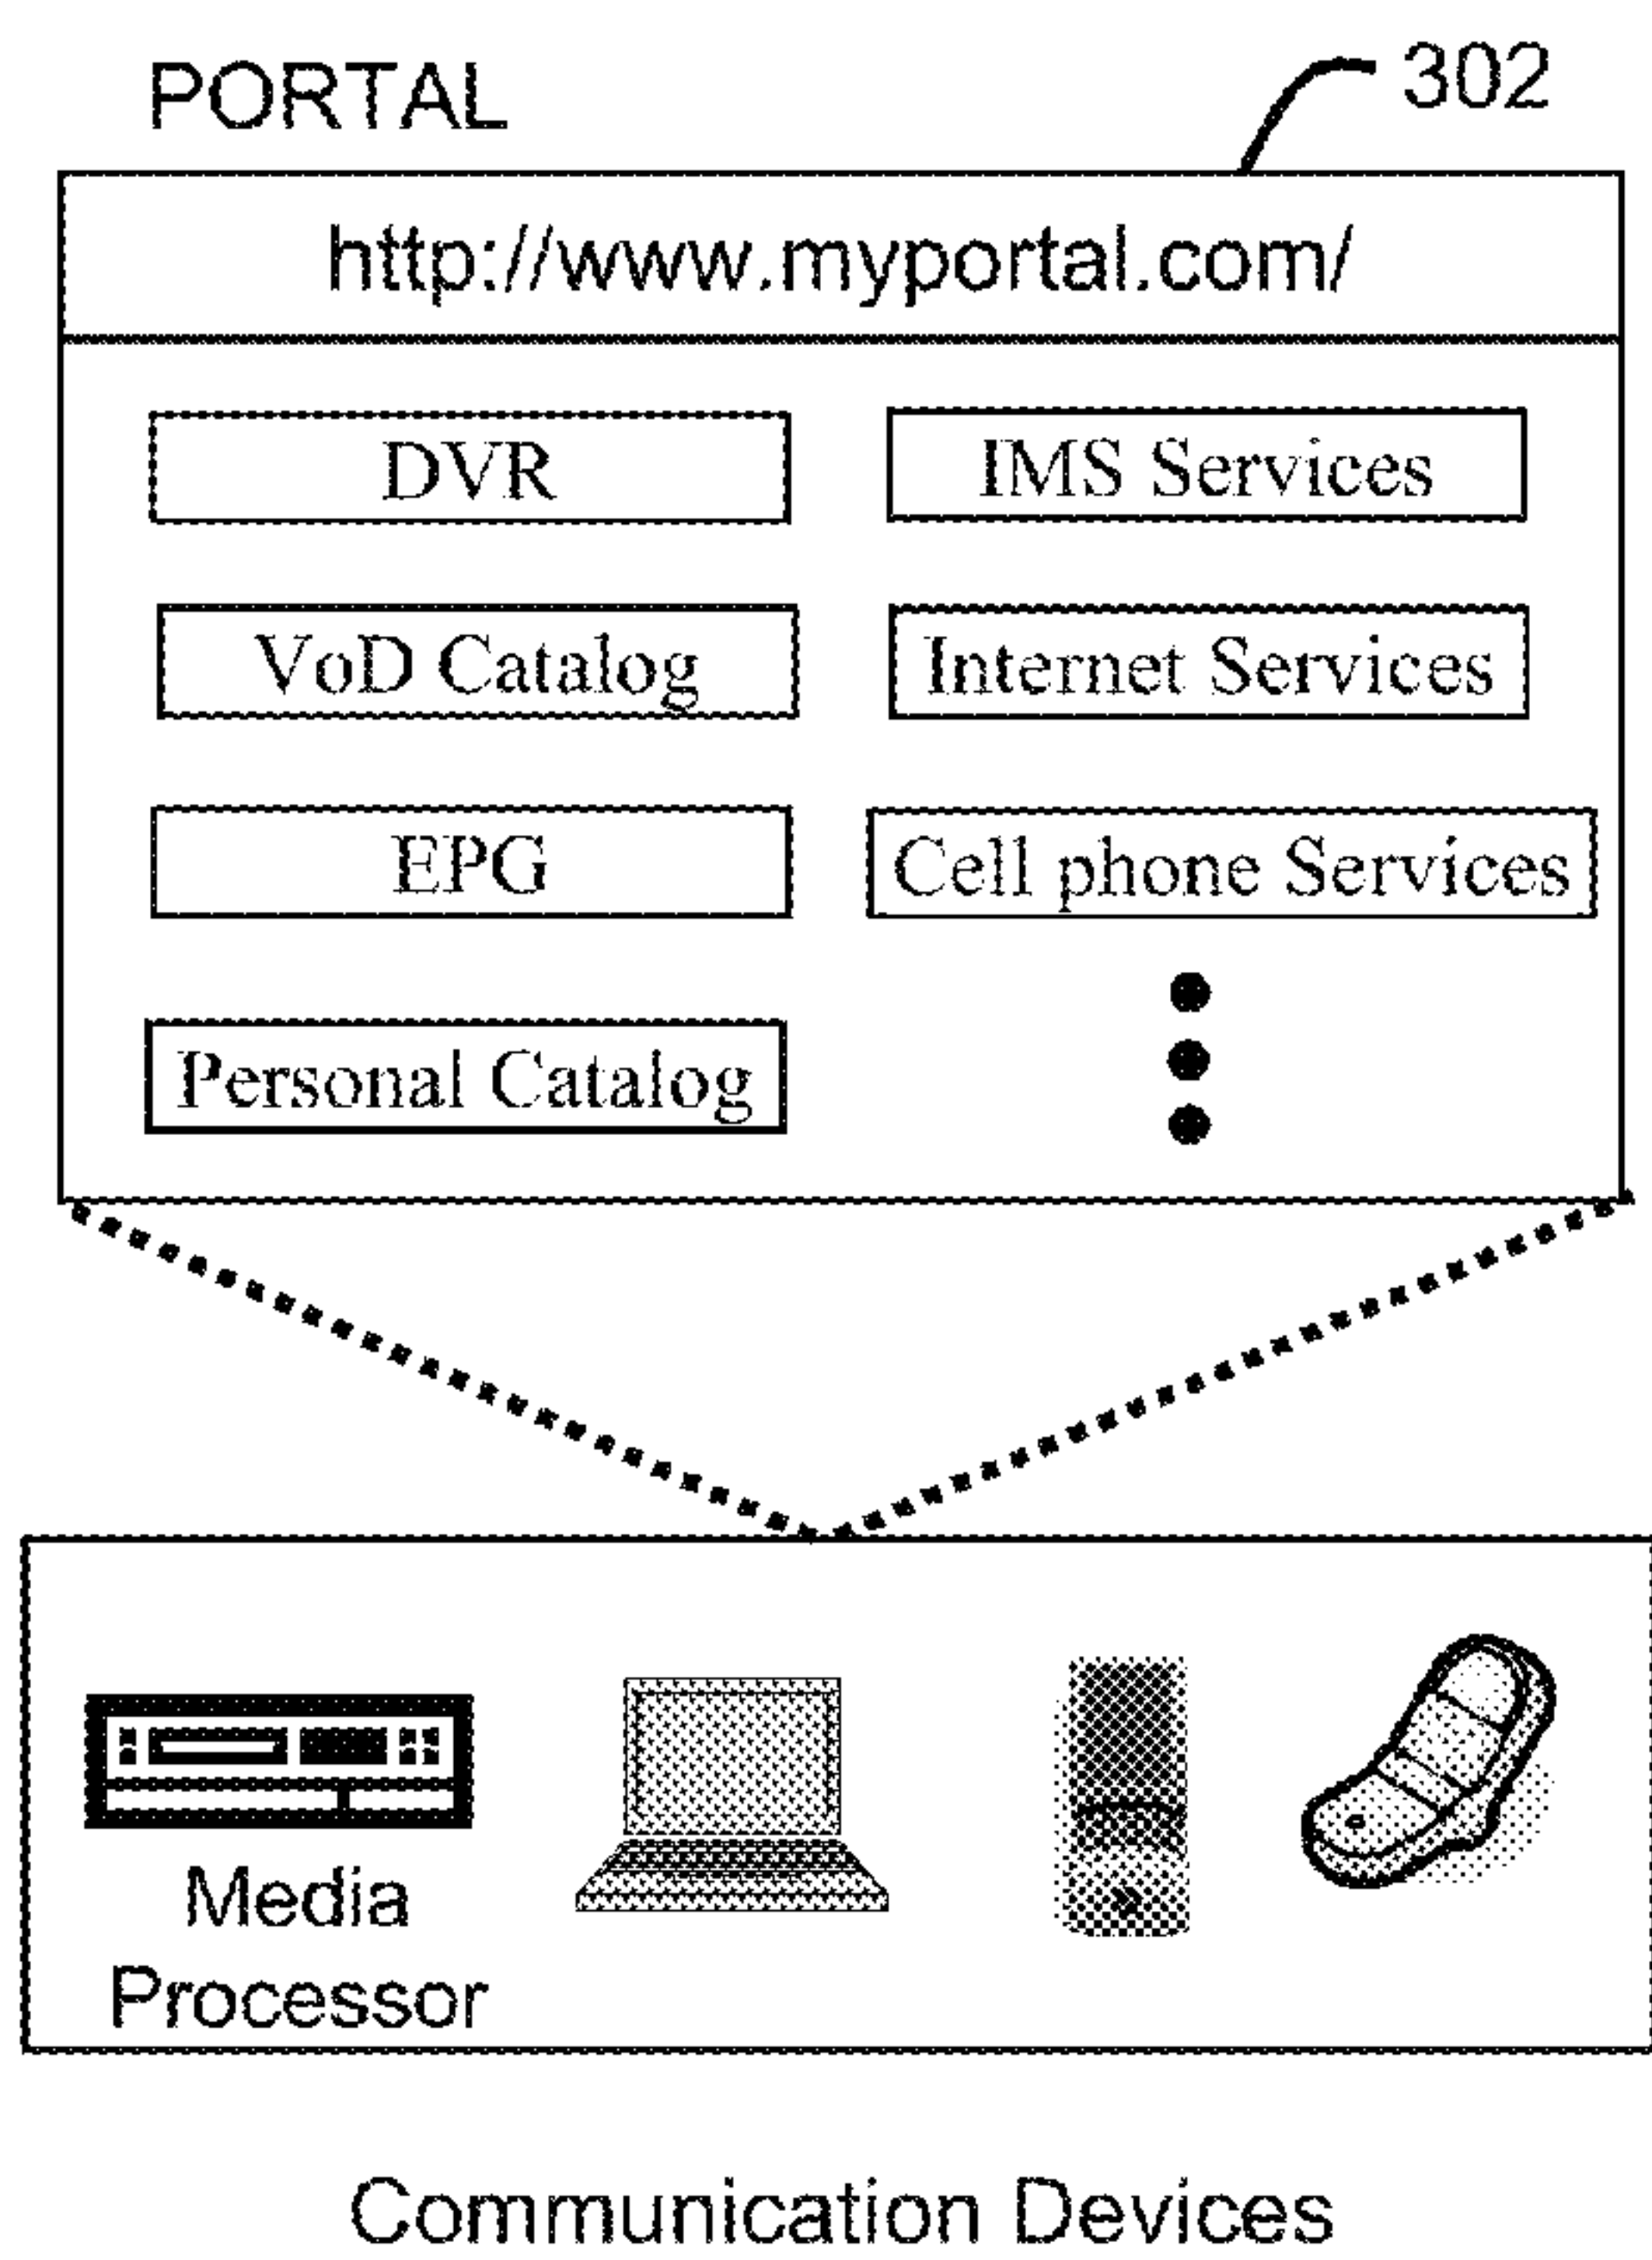 PORTAL
302
http://www.myportal.com/
DVR
IMS Services
VoD Catalog
Internet Services
EPG
Cell phone Services
Personal Catalog
Media
Processor
Communication Devices